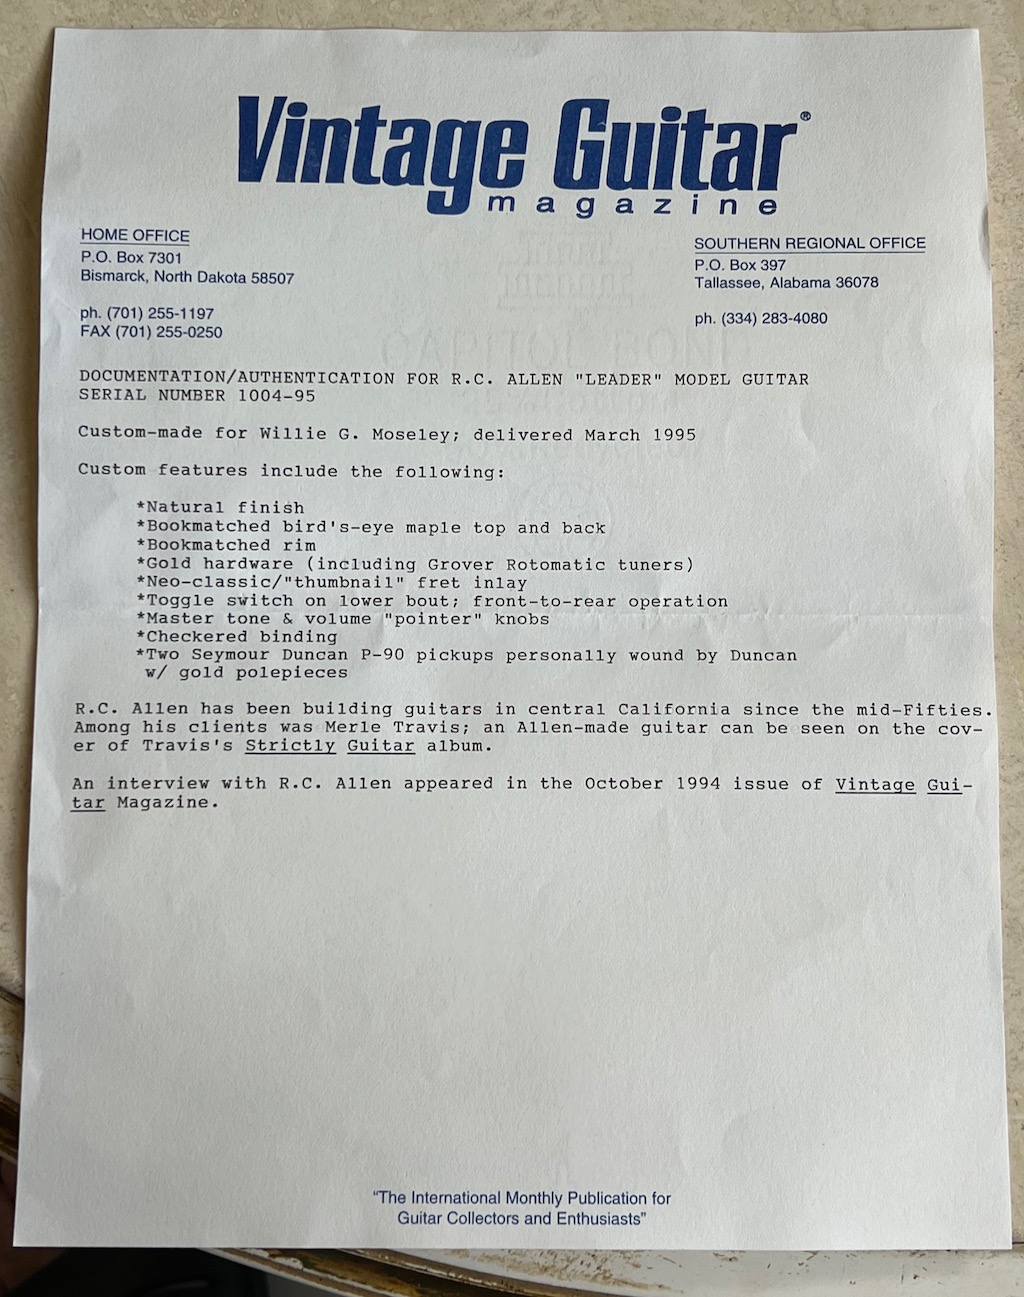 Vintage Guitar®
magazine
HOME OFFICE
P.O. Box 7301
Bismarck, North Dakota 58507
ph. (701) 255-1197
FAX (701) 255-0250
SOUTHERN REGIONAL OFFICE
P.O. Box 397
Tallassee, Alabama 36078
ph. (334) 283-4080
DOCUMENTATION/AUTHENTICATION FOR R.C. ALLEN "LEADER" MODEL GUITAR
SERIAL NUMBER 1004-95
Custom-made for Willie G. Moseley; delivered March 1995
Custom features include the following:
*Natural finish
*Bookmatched bird's-eye maple top and back
*Bookmatched rim
*Gold hardware (including Grover Rotomatic tuners)
*Neo-classic/"thumbnail" fret inlay
*Toggle switch on lower bout; front-to-rear operation
*Master tone & volume "pointer" knobs
*Checkered binding
*Two Seymour Duncan P-90 pickups personally wound by Duncan
w/ gold polepieces
R.C. Allen has been building guitars in central California since the mid-Fifties.
Among his clients was Merle Travis; an Allen-made guitar can be seen on the cov-
er of Travis's Strictly Guitar album.
An interview with R.C. Allen appeared in the October 1994 issue of Vintage Gui-
tar Magazine.
"The International Monthly Publication for
Guitar Collectors and Enthusiasts"